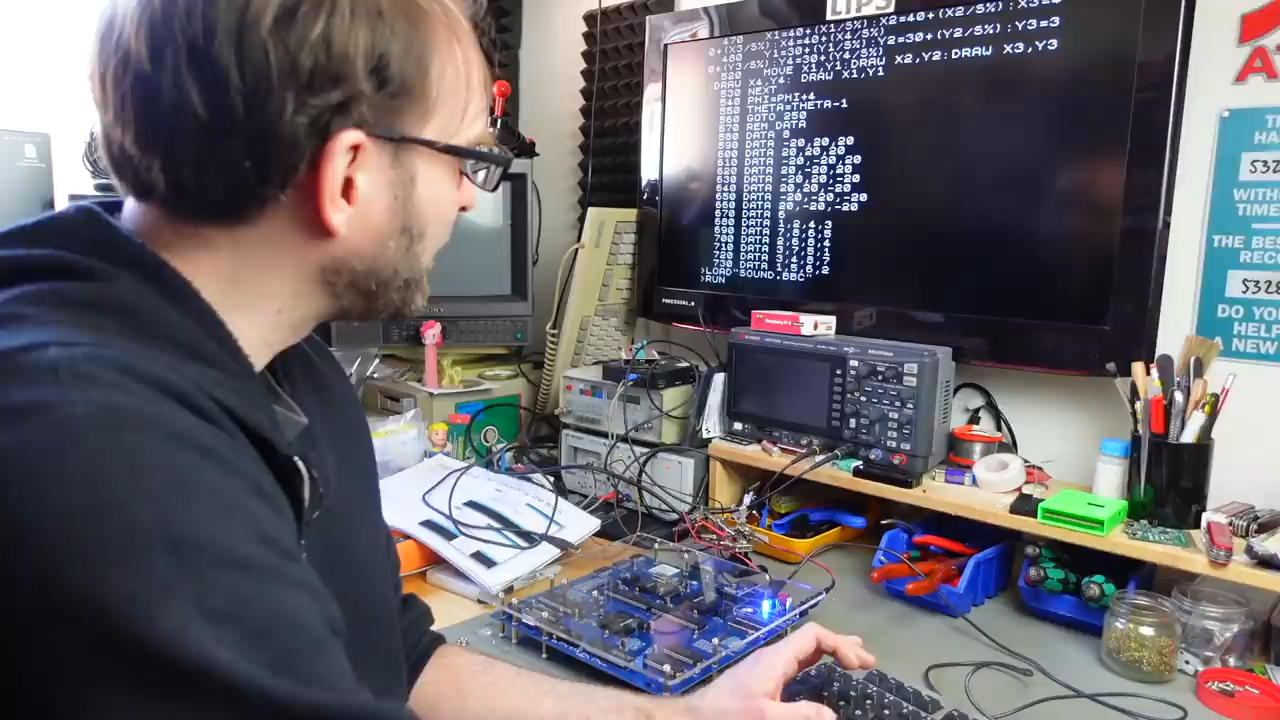 LIPS
470 X1=40+(X1/S%):X2=40+(X2/S%):X3=4
0+(X3/S%):X4=40+(X4/S%)
480 Y1=30+(Y1/S%):Y2=30+(Y2/S%):Y3=3
0+(Y3/S%):Y4=30+(Y4/S%)
520 MOVE X1,Y1:DRAW X2,Y2:DRAW X3,Y3
:DRAW X4,Y4: DRAW X1,Y1
530 NEXT
540 PHI=PHI+4
550 THETA=THETA-1
560 GOTO 250
570 REM DATA
580 DATA 8
590 DATA -20,20,20
600 DATA 20,20,20
610 DATA -20,-20,20
620 DATA 20,-20,20
630 DATA -20,20,-20
640 DATA 20,20,-20
650 DATA -20,-20,-20
660 DATA 20,-20,-20
670 DATA 6
680 DATA 1,2,4,3
690 DATA 7,8,6,5
700 DATA 2,6,8,4
710 DATA 3,7,5,1
720 DATA 3,4,8,7
730 DATA 1,5,6,2
>LOAD"SOUND.BBC"
>RUN
SONY
Raspberry Pi
HA
532
WITH
TIME
THE BES
RECO
5328
DO YO
HELP
A NEW